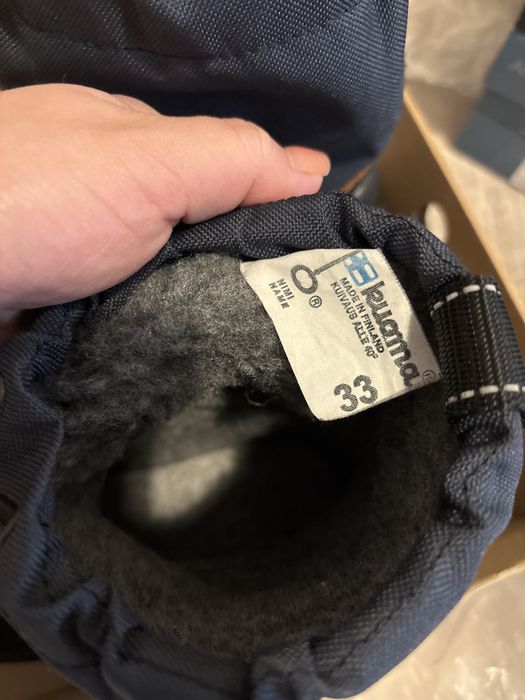 kuoma®
MADE IN FINLAND
KUIVAUS ALLE 40°
33
®
NIMI
NAME